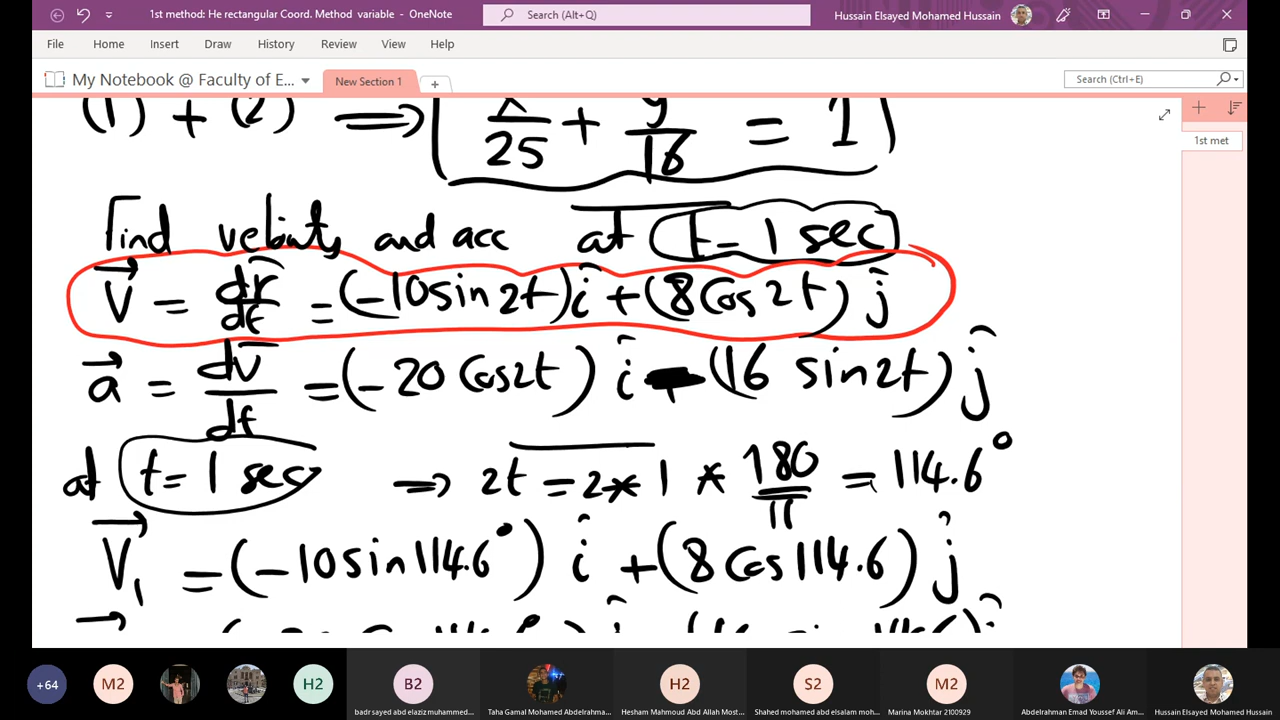 1st method: He rectangular Coord. Method variable - OneNote
Search (Alt+Q)
Hussain Elsayed Mohamed Hussain
File Home Insert Draw History Review View Help
My Notebook @ Faculty of E... New Section 1 +
Search (Ctrl+E)
1st met
(1) + (2) ⟹ x/25 + y/16 = 1
Find velocity and acc at t = 1 sec
V = dr/dt = (-10 sin 2t) i + (8 Cos 2t) j
a = dv/dt = (-20 Cos 2t) i - (16 sin 2t) j
at t = 1 sec ⟹ 2t = 2 * 1 * 180/π = 114.6°
V₁ = (-10 sin 114.6°) i + (8 Cos 114.6) j
+64 M2 H2 B2 H2 S2 M2
badr sayed abd elaziz muhammed... Taha Gamal Mohamed Abdelrahma... Hesham Mahmoud Abd Allah Most... Shahed mohamed abd elsalam moh... Marina Mokhtar 2100929 Abdelrahman Emad Youssef Ali Am... Hussain Elsayed Mohamed Hussain